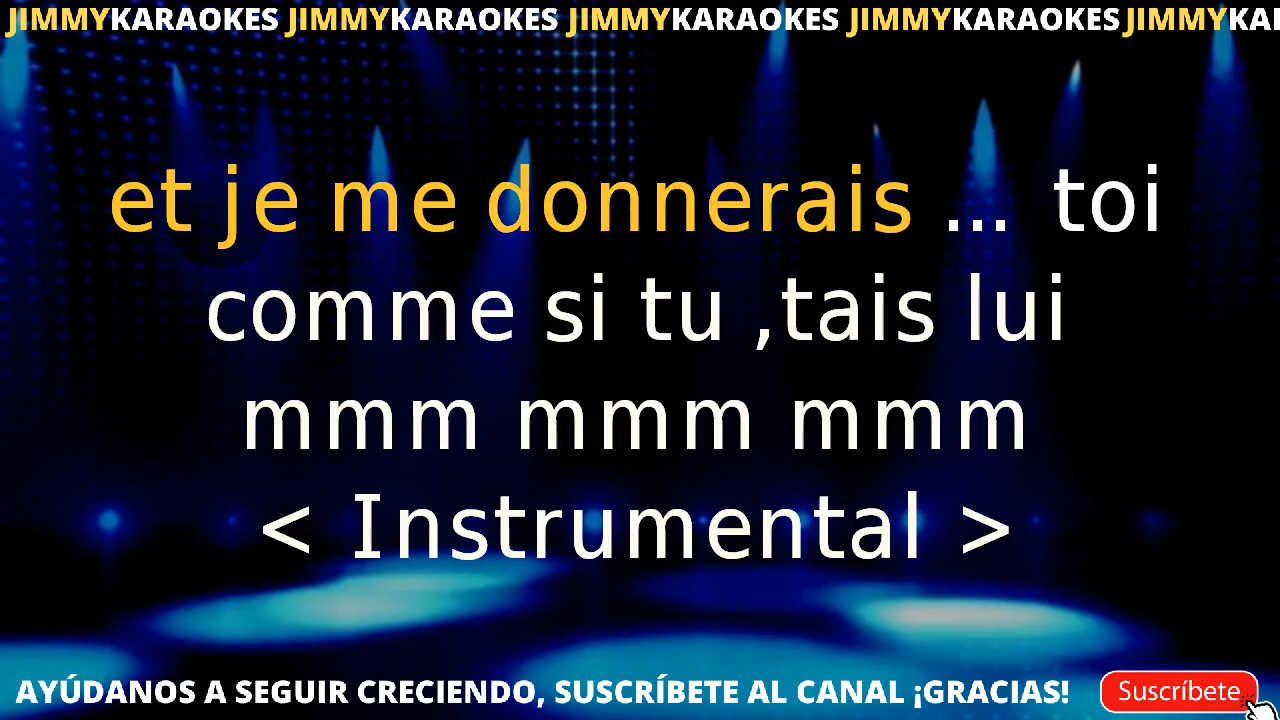 JIMMYKARAOKES JIMMYKARAOKES JIMMYKARAOKES JIMMYKARAOKES JIMMYKA
et je me donnerais ... toi
comme si tu ,tais lui
mmm mmm mmm
< Instrumental >
AYÚDANOS A SEGUIR CRECIENDO, SUSCRÍBETE AL CANAL ¡GRACIAS!
Suscríbete